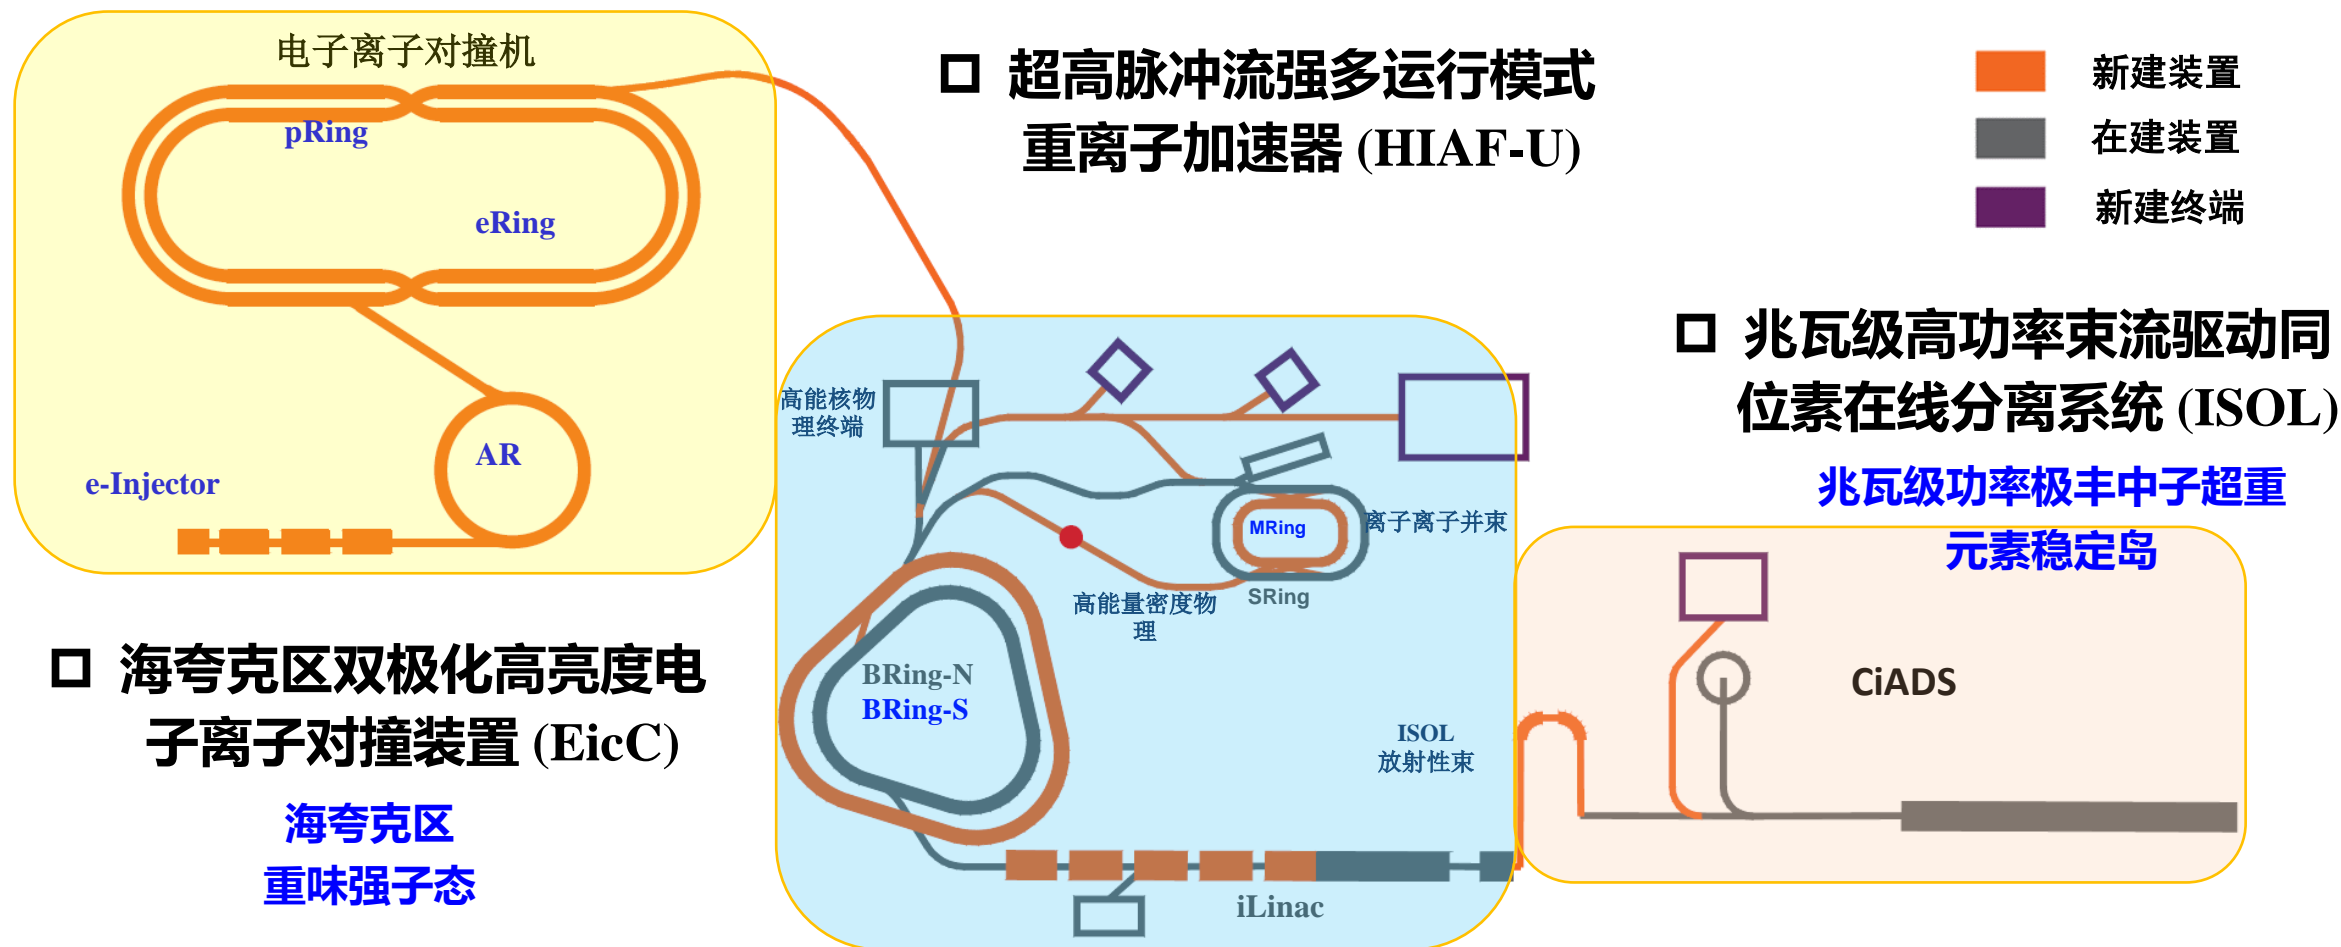 电子离子对撞机
pRing
eRing
AR
e-Injector
□ 超高脉冲流强多运行模式
重离子加速器 (HIAF-U)
新建装置
在建装置
新建终端
□ 兆瓦级高功率束流驱动同
位素在线分离系统 (ISOL)
兆瓦级功率极丰中子超重
元素稳定岛
高能核物
理终端
MRing
离子离子并束
SRing
高能量密度物
理
BRing-N
BRing-S
ISOL
放射性束
iLinac
CiADS
□ 海夸克区双极化高亮度电
子离子对撞装置 (EicC)
海夸克区
重味强子态